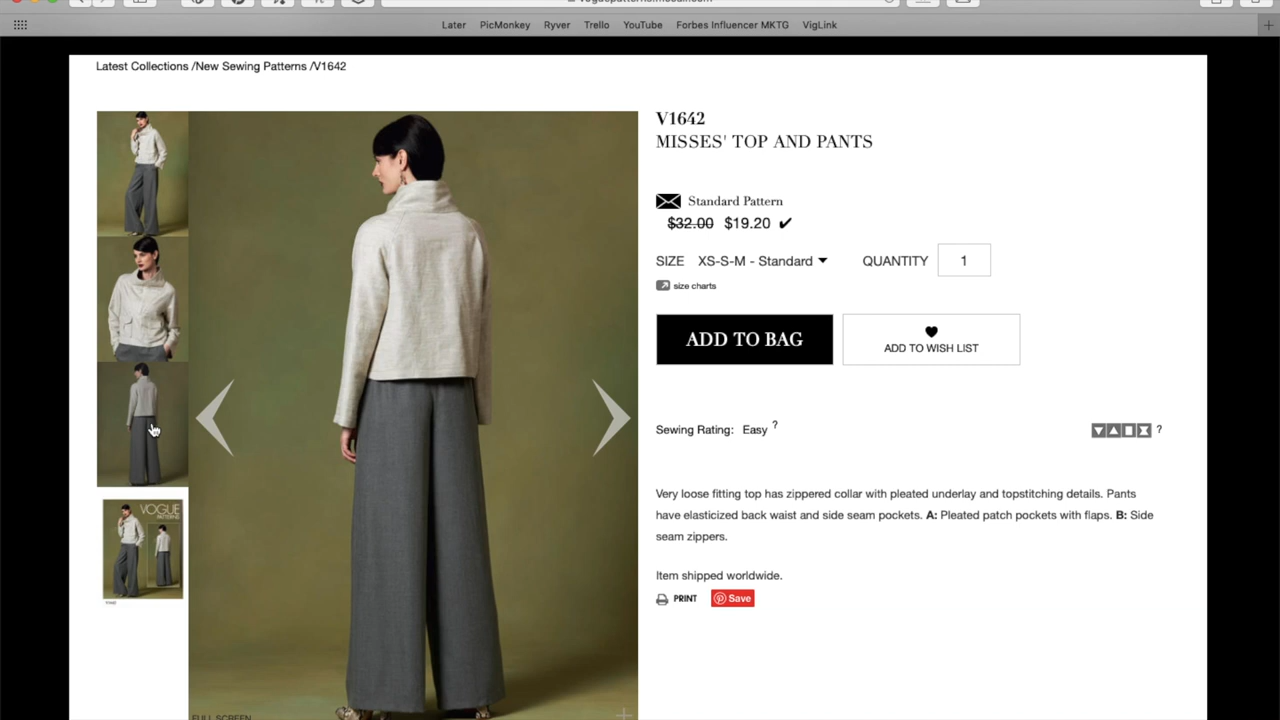 Later PicMonkey Ryver Trello YouTube Forbes Influencer MKTG VigLink
Latest Collections /New Sewing Patterns /V1642
V1642
MISSES' TOP AND PANTS
Standard Pattern
$32.00 $19.20 ✔
SIZE XS-S-M - Standard QUANTITY 1
size charts
ADD TO BAG
ADD TO WISH LIST
Sewing Rating: Easy ?
?
Very loose fitting top has zippered collar with pleated underlay and topstitching details. Pants
have elasticized back waist and side seam pockets. A: Pleated patch pockets with flaps. B: Side
seam zippers.
Item shipped worldwide.
PRINT Save
VOGUE
PATTERNS
FULL SCREEN